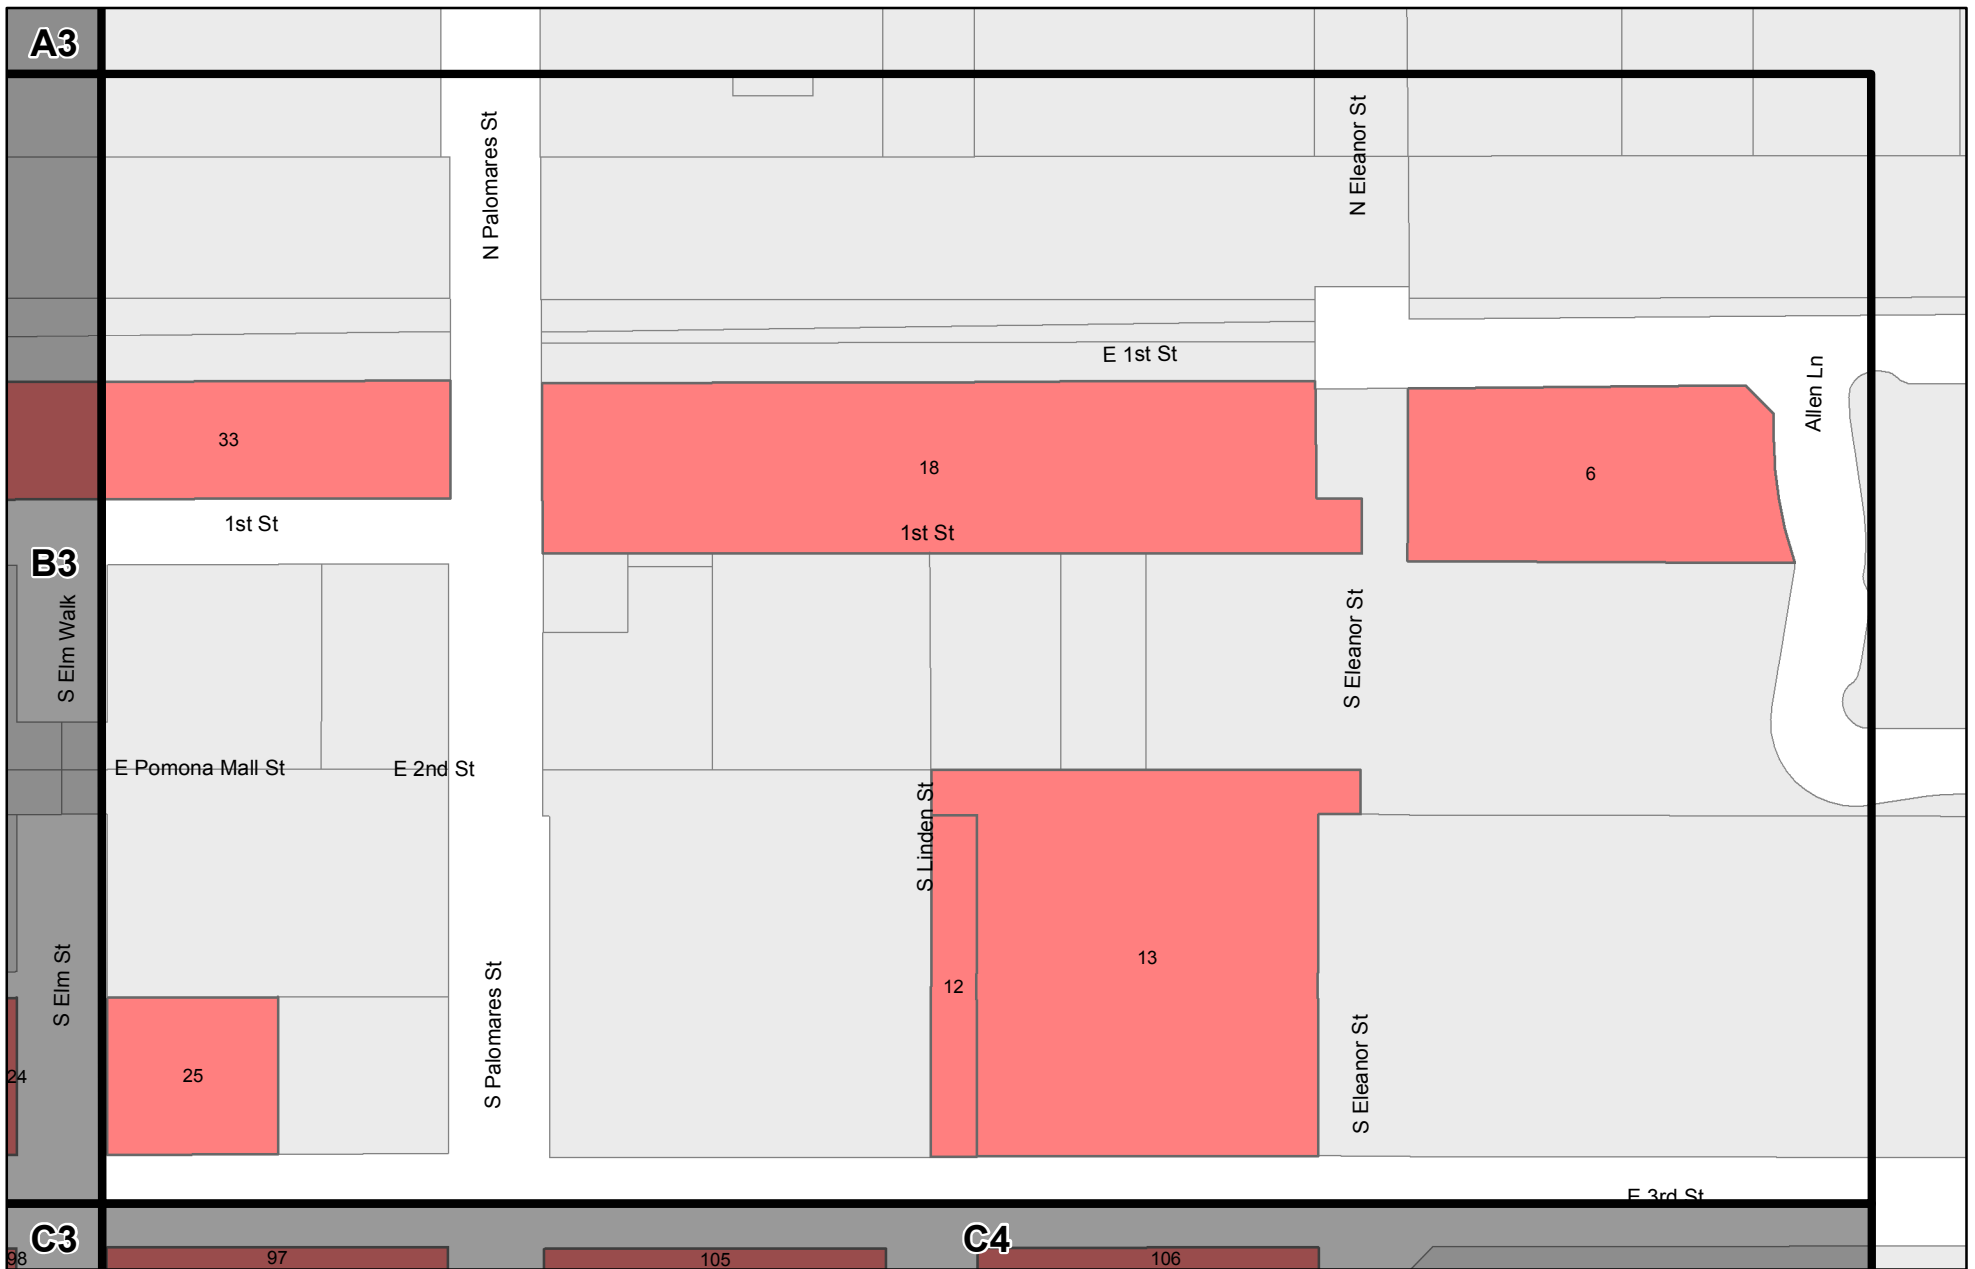 A3
N Palomares St
N Eleanor St
E 1st St
Allen Ln
33
18
6
1st St
1st St
B3
S Elm Walk
S Eleanor St
E Pomona Mall St
E 2nd St
S Linden St
13
12
S Elm St
S Palomares St
S Eleanor St
24
25
E 3rd St
C3
C4
98
97
105
106